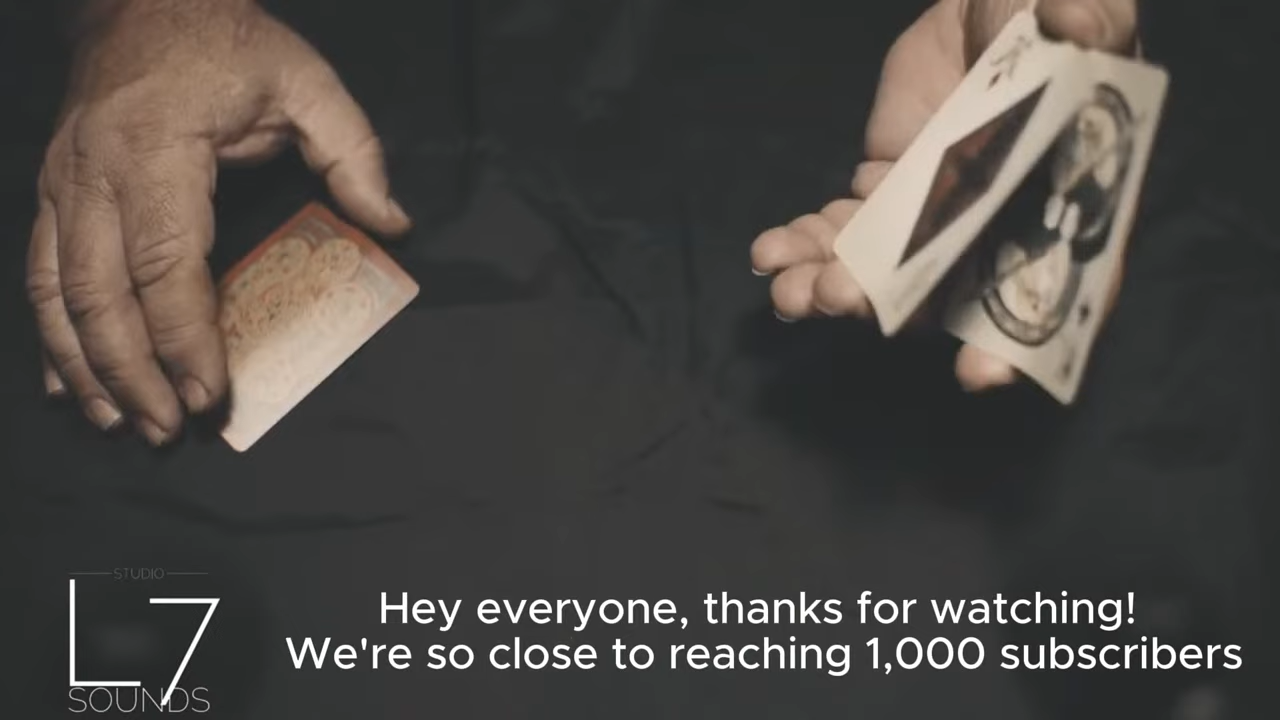 STUDIO
L7
SOUNDS
Hey everyone, thanks for watching!
We're so close to reaching 1,000 subscribers